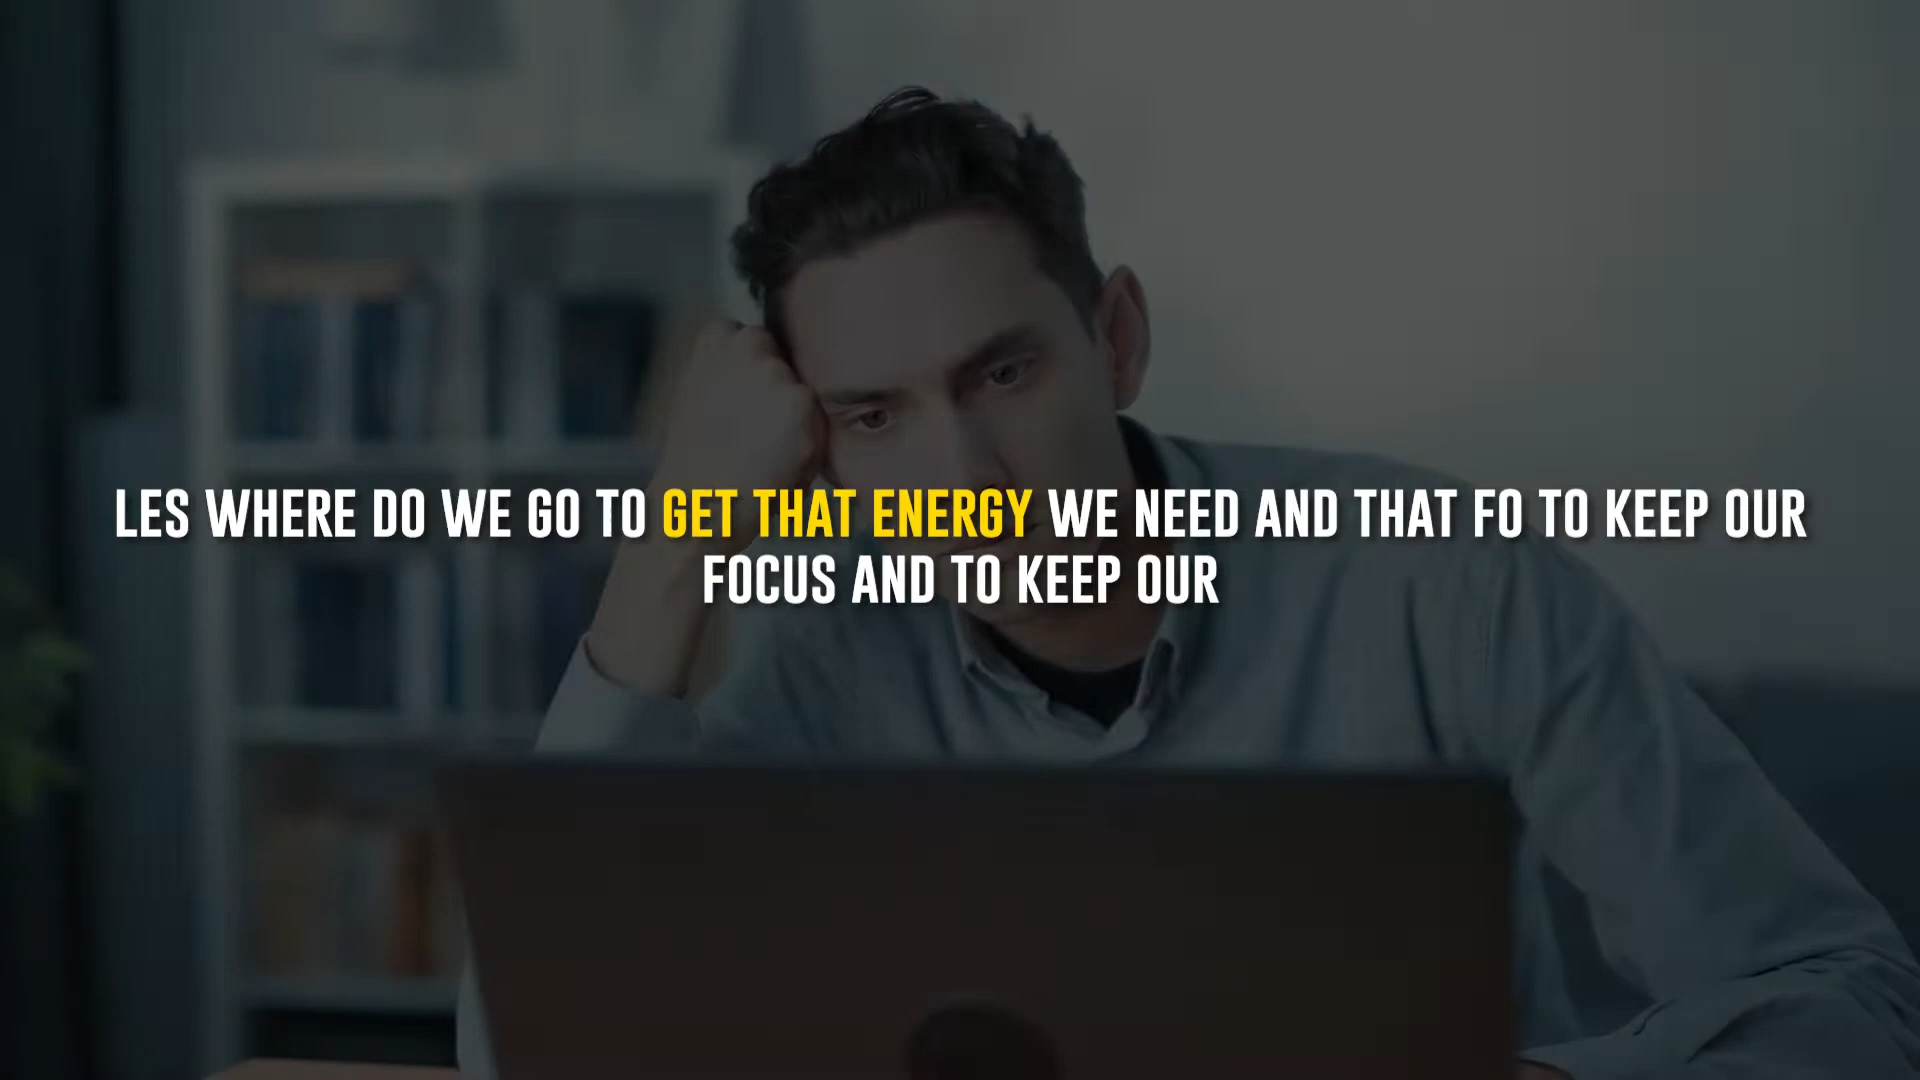 LES WHERE DO WE GO TO GET THAT ENERGY WE NEED AND THAT FO TO KEEP OUR
FOCUS AND TO KEEP OUR